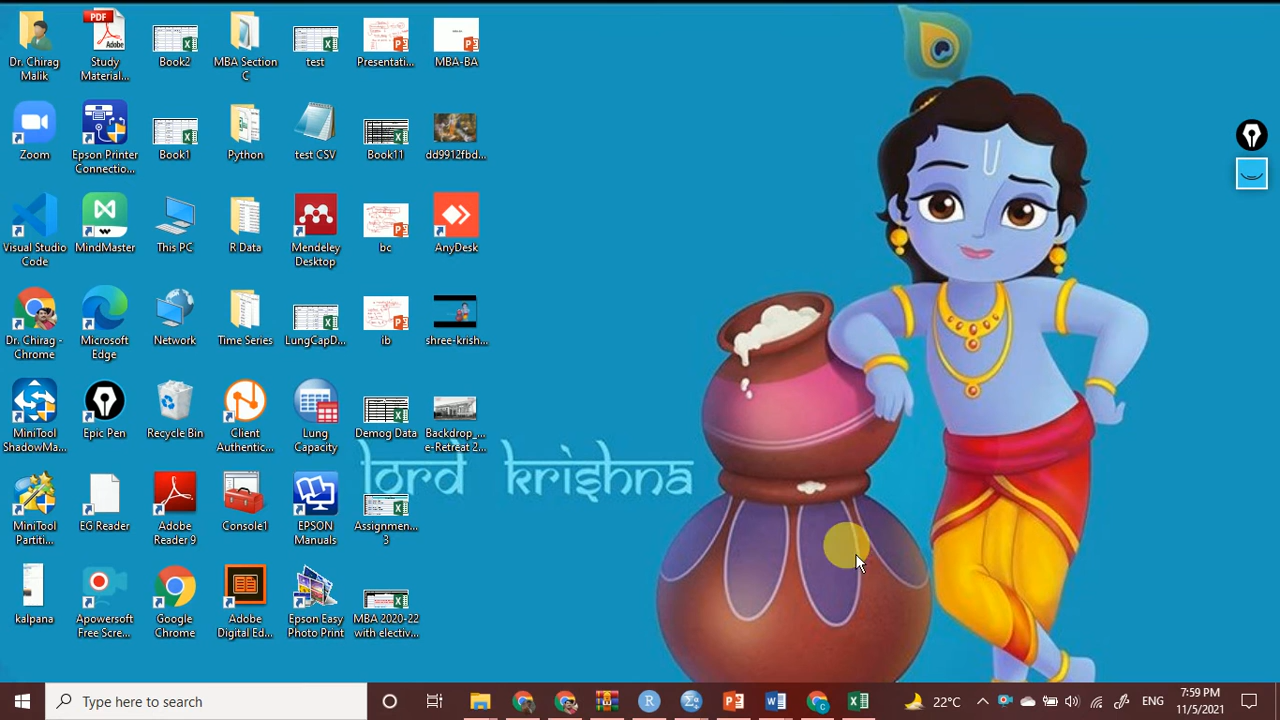 Dr. Chirag
Malik
PDF
Adobe
Study
Material...
Book2
MBA Section
C
test
Presentati...
MBA-BA
Zoom
Epson Printer
Connectio...
Book1
Python
test CSV
Book11
dd9912fbd...
Visual Studio
Code
MindMaster
This PC
R Data
Mendeley
Desktop
bc
AnyDesk
Dr. Chirag -
Chrome
Microsoft
Edge
Network
Time Series
LungCapD...
ib
shree-krish...
MiniTool
ShadowMa...
Epic Pen
Recycle Bin
Client
Authentic...
Lung
Capacity
Demog Data
Backdrop_...
e-Retreat 2...
lord krishna
MiniTool
Partiti...
EG Reader
Adobe
Reader 9
Console1
EPSON
Manuals
Assignmen...
3
kalpana
Apowersoft
Free Scre...
Google
Chrome
Adobe
Digital Ed...
Epson Easy
Photo Print
MBA 2020-22
with electiv...
Type here to search
22°C
ENG
7:59 PM
11/5/2021